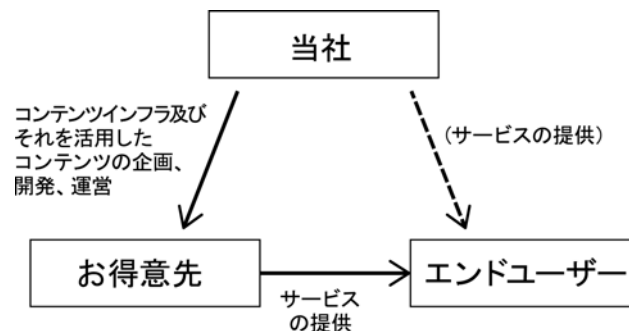 当社
コンテンツインフラ及び
それを活用した
コンテンツの企画、
開発、運営
(サービスの提供)
お得意先
サービス
の提供
エンドユーザー